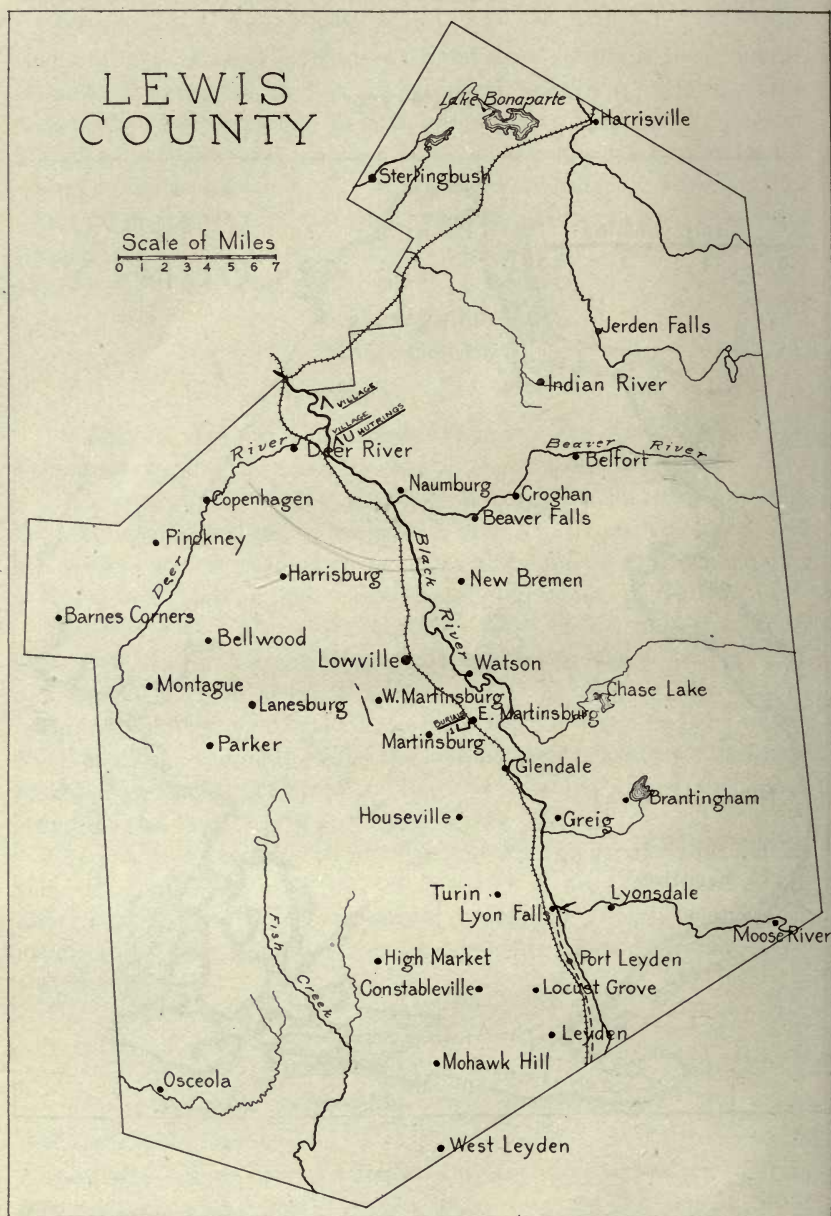 LEWIS
COUNTY
Lake Bonaparte
Harrisville
Sterlingbush
Scale of Miles
0 1 2 3 4 5 6 7
Jerden Falls
Indian River
VILLAGE
VILLAGE
HUTRINGS
River
Deer River
Beaver River
Belfort
Naumburg
Croghan
Copenhagen
Beaver Falls
Pinckney
Black River
Deer
Harrisburg
New Bremen
Barnes Corners
Bellwood
Lowville
Watson
Montague
Lanesburg
W. Martinsburg
Chase Lake
BURIALS
E. Martinsburg
Parker
Martinsburg
Glendale
Brantingham
Houseville
Greig
Turin
Lyonsdale
Lyon Falls
Moose River
Fish Creek
High Market
Port Leyden
Constableville
Locust Grove
Leyden
Mohawk Hill
Osceola
West Leyden